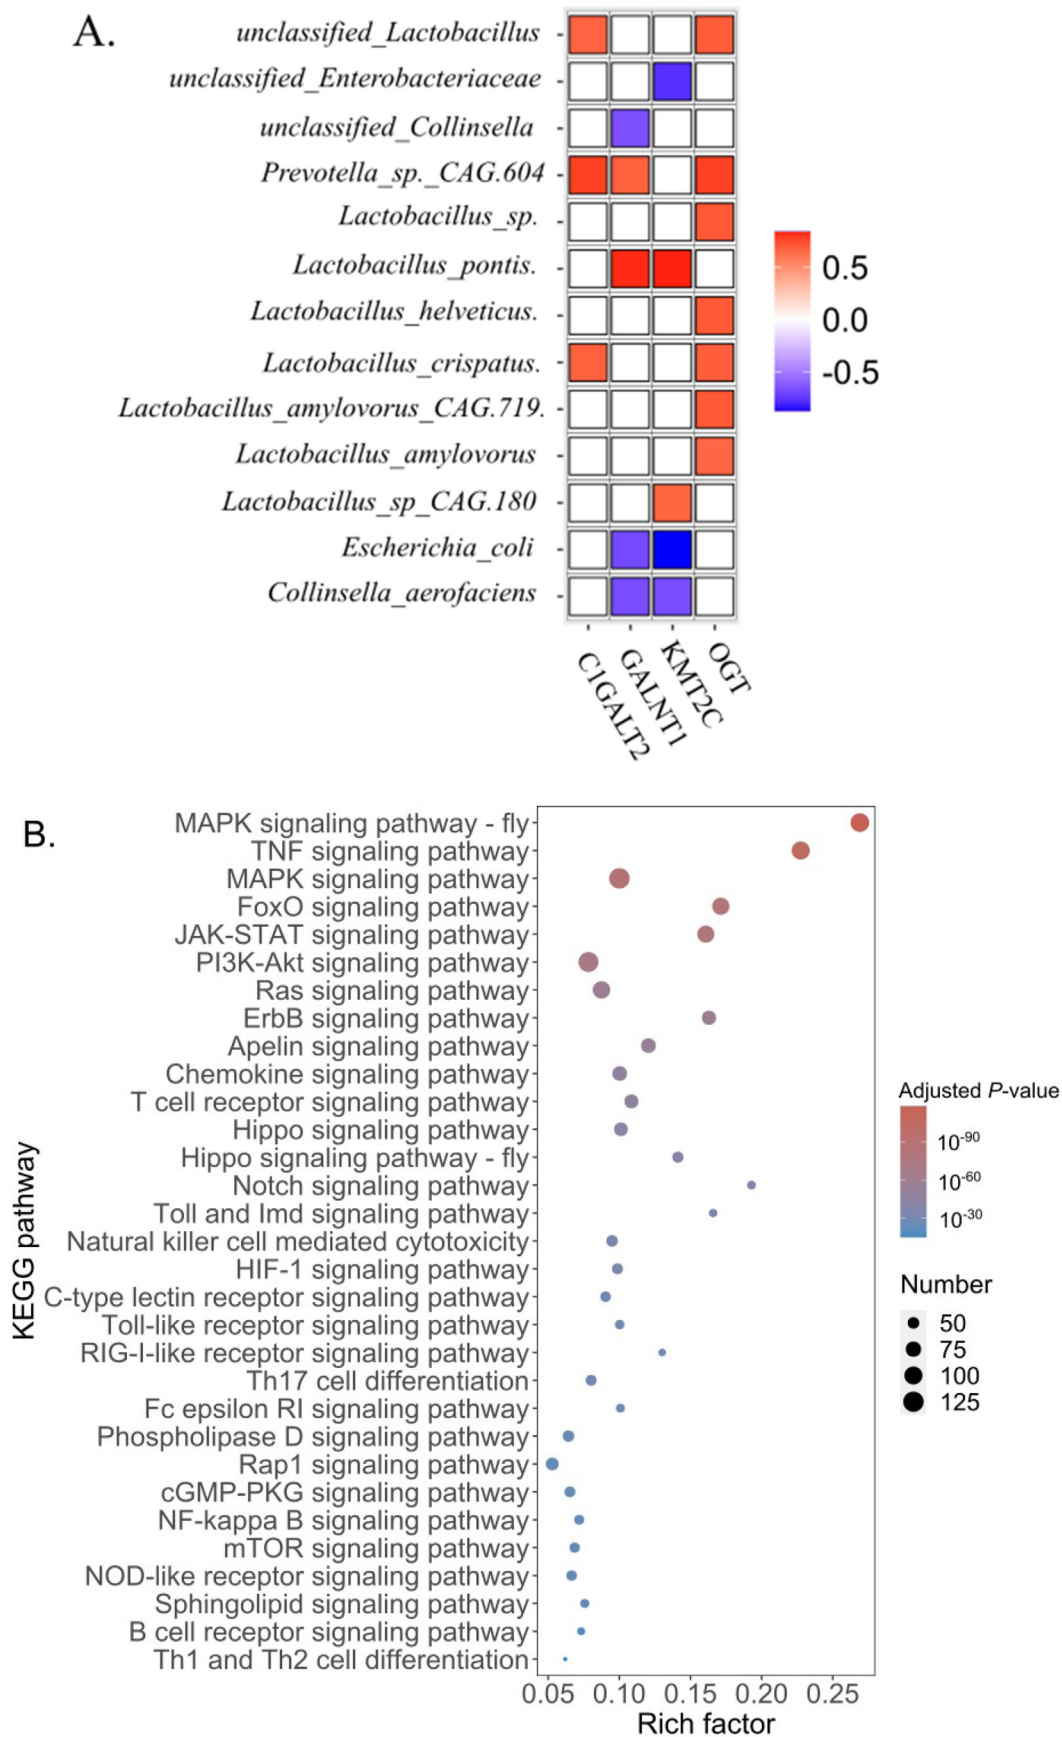 A.
unclassified_Lactobacillus
unclassified_Enterobacteriaceae
unclassified_Collinsella
Prevotella_sp._CAG.604
Lactobacillus_sp.
Lactobacillus_pontis.
Lactobacillus_helveticus.
Lactobacillus_crispatus.
Lactobacillus_amylovorus_CAG.719.
Lactobacillus_amylovorus
Lactobacillus_sp_CAG.180
Escherichia_coli
Collinsella_aerofaciens
0.5
0.0
-0.5
C1GALT2
GALNT1
KMT2C
OGT
B.
KEGG pathway
MAPK signaling pathway - fly
TNF signaling pathway
MAPK signaling pathway
FoxO signaling pathway
JAK-STAT signaling pathway
PI3K-Akt signaling pathway
Ras signaling pathway
ErbB signaling pathway
Apelin signaling pathway
Chemokine signaling pathway
T cell receptor signaling pathway
Hippo signaling pathway
Hippo signaling pathway - fly
Notch signaling pathway
Toll and Imd signaling pathway
Natural killer cell mediated cytotoxicity
HIF-1 signaling pathway
C-type lectin receptor signaling pathway
Toll-like receptor signaling pathway
RIG-I-like receptor signaling pathway
Th17 cell differentiation
Fc epsilon RI signaling pathway
Phospholipase D signaling pathway
Rap1 signaling pathway
cGMP-PKG signaling pathway
NF-kappa B signaling pathway
mTOR signaling pathway
NOD-like receptor signaling pathway
Sphingolipid signaling pathway
B cell receptor signaling pathway
Th1 and Th2 cell differentiation
0.05 0.10 0.15 0.20 0.25
Rich factor
Adjusted P-value
10-90
10-60
10-30
Number
50
75
100
125